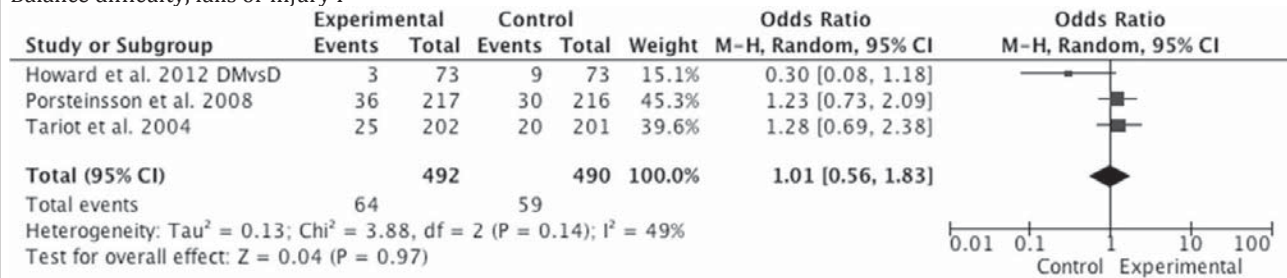 Balance difficulty, falls or injury
Experimental Control Odds Ratio Odds Ratio
Study or Subgroup Events Total Events Total Weight M-H, Random, 95% CI M-H, Random, 95% CI
Howard et al. 2012 DMvsD 3 73 9 73 15.1% 0.30 [0.08, 1.18]
Porsteinsson et al. 2008 36 217 30 216 45.3% 1.23 [0.73, 2.09]
Tariot et al. 2004 25 202 20 201 39.6% 1.28 [0.69, 2.38]
Total (95% CI) 492 490 100.0% 1.01 [0.56, 1.83]
Total events 64 59
Heterogeneity: Tau² = 0.13; Chi² = 3.88, df = 2 (P = 0.14); I² = 49%
Test for overall effect: Z = 0.04 (P = 0.97)
0.01 0.1 1 10 100
Control Experimental